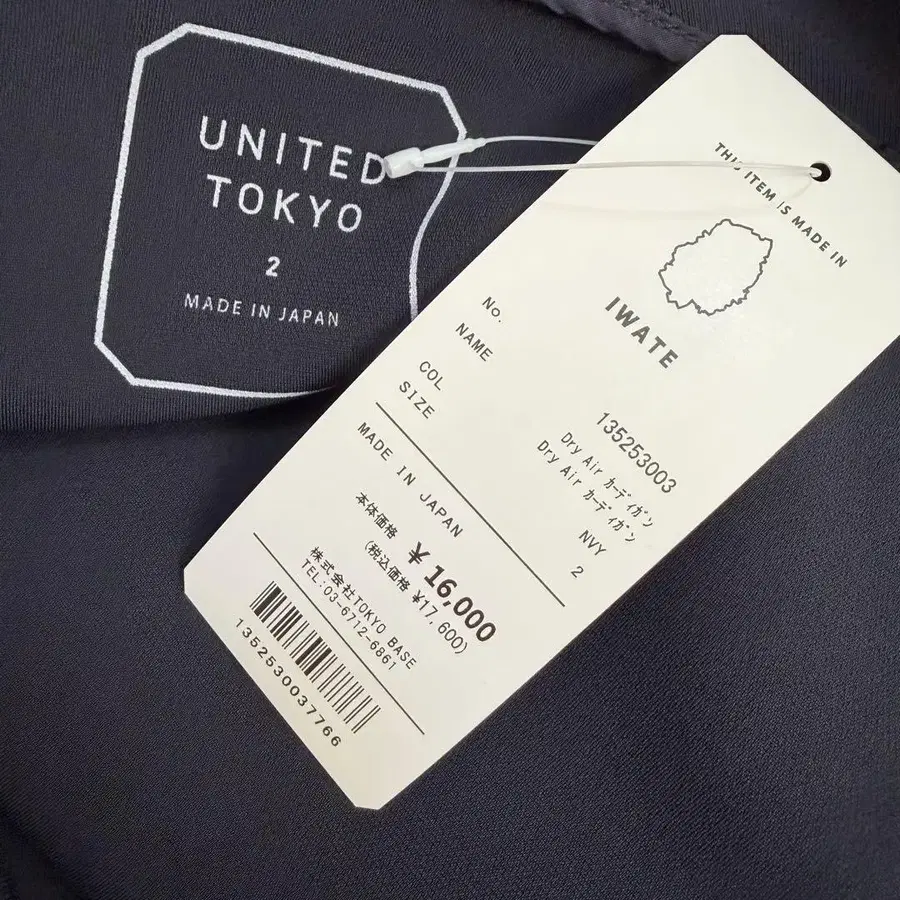 UNITED
TOKYO
2
MADE IN JAPAN
THIS ITEM IS MADE IN
IWATE
No. 135253003
NAME Dry Air カーディガン
Dry Air カーディガン
COL NVY
SIZE 2
MADE IN JAPAN
本体価格 ¥ 16,000
(税込価格 ¥17,600)
株式会社TOKYO BASE
TEL:03-6712-6861
1352530037766